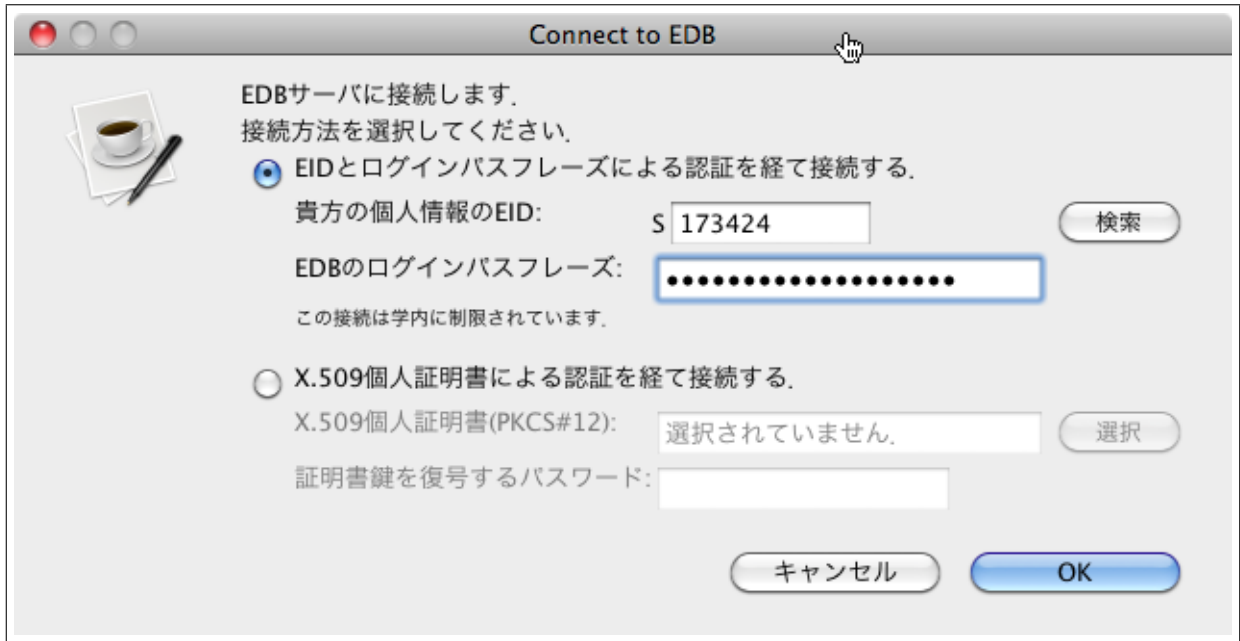 Connect to EDB
EDBサーバに接続します．
接続方法を選択してください．
EIDとログインパスフレーズによる認証を経て接続する．
貴方の個人情報のEID: S 173424 検索
EDBのログインパスフレーズ: ●●●●●●●●●●●●●●●●●●●
この接続は学内に制限されています．
X.509個人証明書による認証を経て接続する．
X.509個人証明書(PKCS#12): 選択されていません． 選択
証明書鍵を復号するパスワード:
キャンセル OK